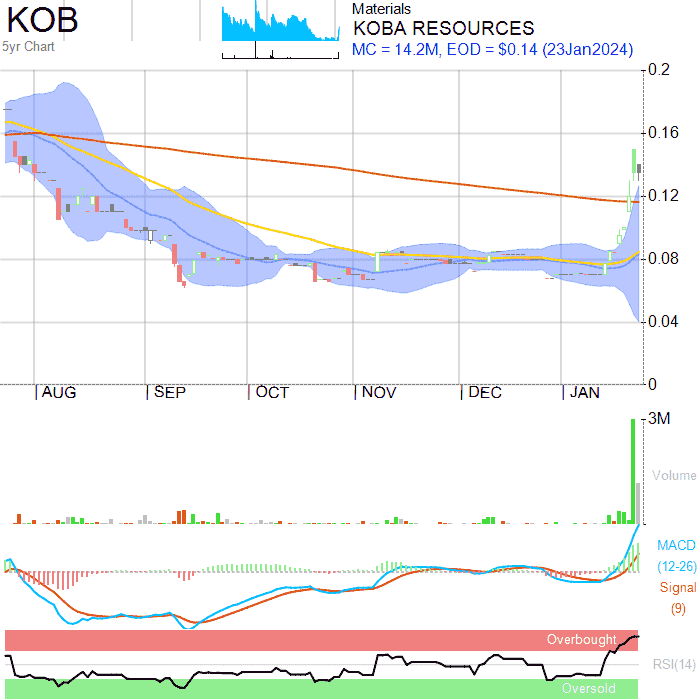 KOB
5yr Chart
Materials
KOBA RESOURCES
MC = 14.2M, EOD = $0.14 (23Jan2024)
0.2
0.16
0.12
0.08
0.04
0
AUG SEP OCT NOV DEC JAN
3M
Volume
MACD
(12-26)
Signal
(9)
Overbought
RSI(14)
Oversold